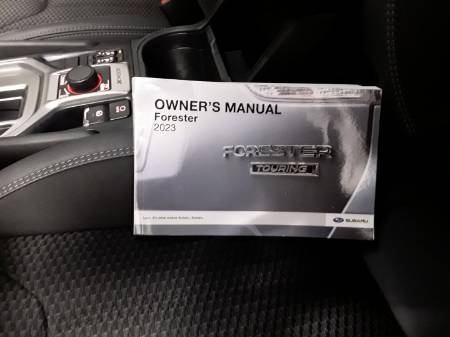 OWNER'S MANUAL
Forester
2023
FORESTER
TOURING
SUBARU